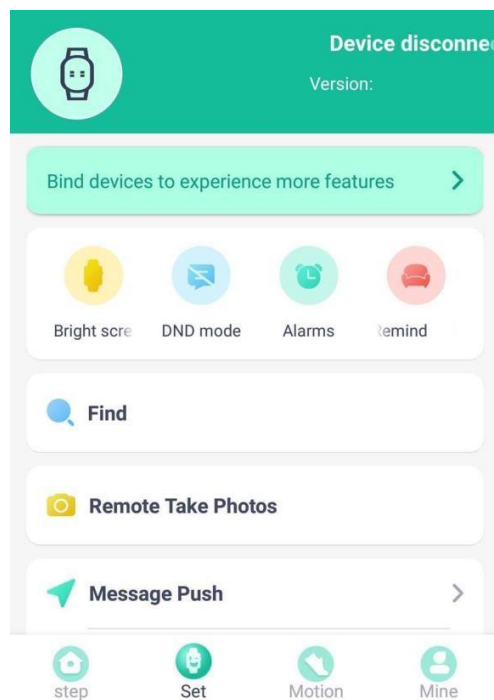 Device disconne
Version:
Bind devices to experience more features
Bright scre
DND mode
Alarms
Remind
Find
Remote Take Photos
Message Push
step
Set
Motion
Mine